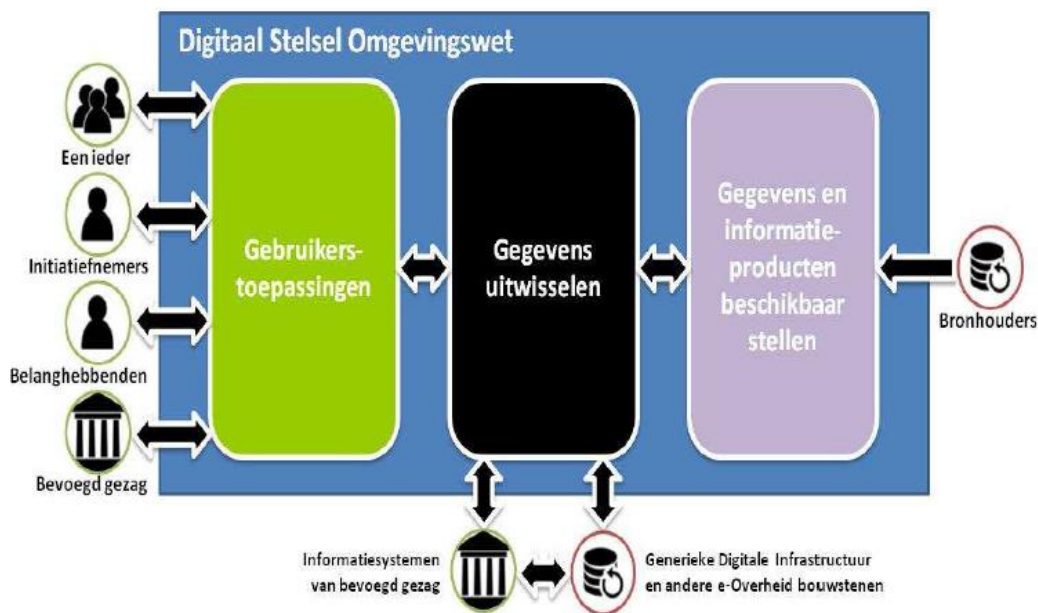 Digitaal Stelsel Omgevingswet
Een ieder
Initiatiefnemers
Belanghebbenden
Bevoegd gezag
Gebruikers-
toepassingen
Gegevens
uitwisselen
Gegevens en
informatie-
producten
beschikbaar
stellen
Bronhouders
Informatiesystemen
van bevoegd gezag
Generieke Digitale Infrastructuur
en andere e-Overheid bouwstenen